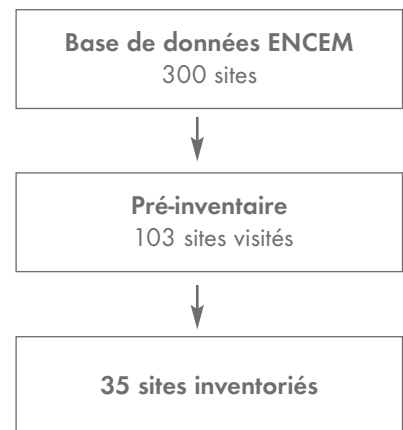 Base de données ENCEM
300 sites
Pré-inventaire
103 sites visités
35 sites inventoriés